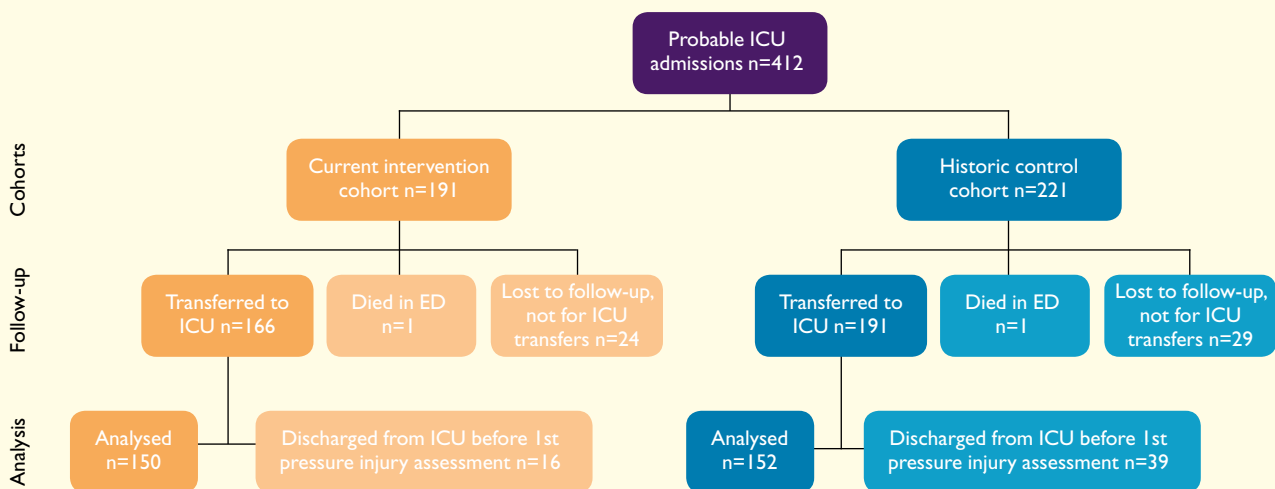 Probable ICU
admissions n=412
Cohorts
Current intervention
cohort n=191
Historic control
cohort n=221
Follow-up
Transferred to
ICU n=166
Died in ED
n=1
Lost to follow-up,
not for ICU
transfers n=24
Transferred to
ICU n=191
Died in ED
n=1
Lost to follow-up,
not for ICU
transfers n=29
Analysis
Analysed
n=150
Discharged from ICU before 1st
pressure injury assessment n=16
Analysed
n=152
Discharged from ICU before 1st
pressure injury assessment n=39